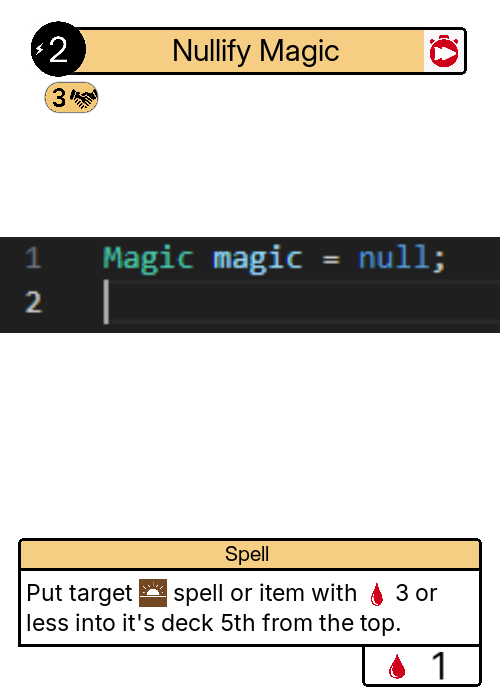 2
Nullify Magic
3
1 Magic magic = null;
2
Spell
Put target spell or item with 3 or
less into it's deck 5th from the top.
1